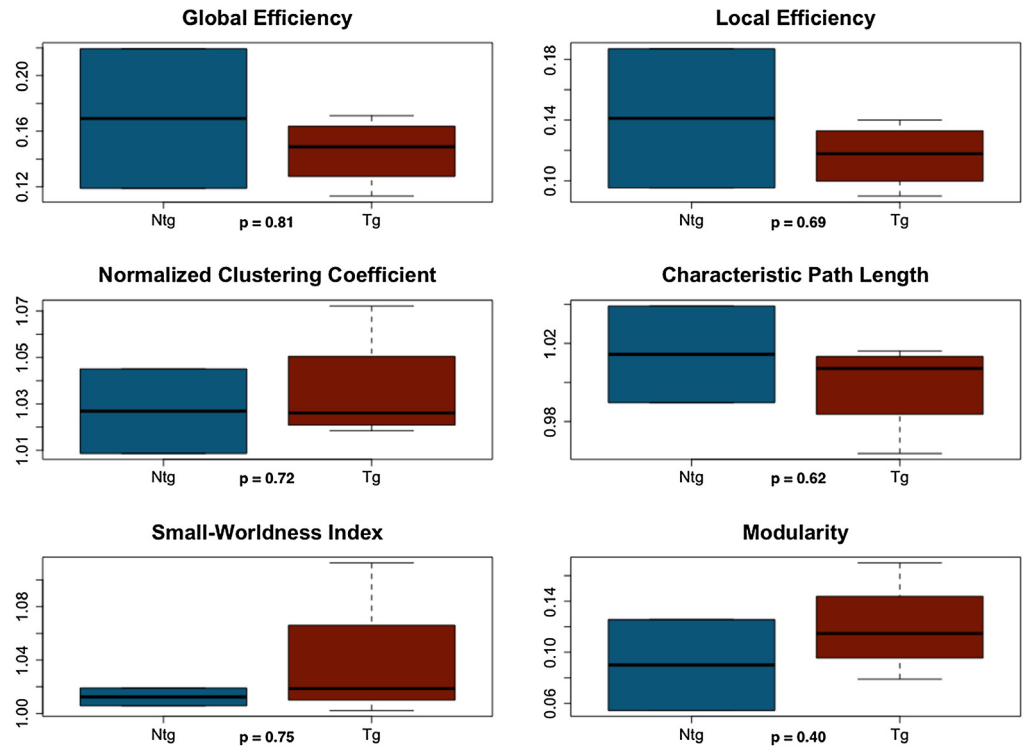 Global Efficiency
0.20
0.16
0.12
Ntg
p = 0.81
Tg
Local Efficiency
0.18
0.14
0.10
Ntg
p = 0.69
Tg
Normalized Clustering Coefficient
1.07
1.05
1.03
1.01
Ntg
p = 0.72
Tg
Characteristic Path Length
1.02
0.98
Ntg
p = 0.62
Tg
Small-Worldness Index
1.08
1.04
1.00
Ntg
p = 0.75
Tg
Modularity
0.14
0.10
0.06
Ntg
p = 0.40
Tg